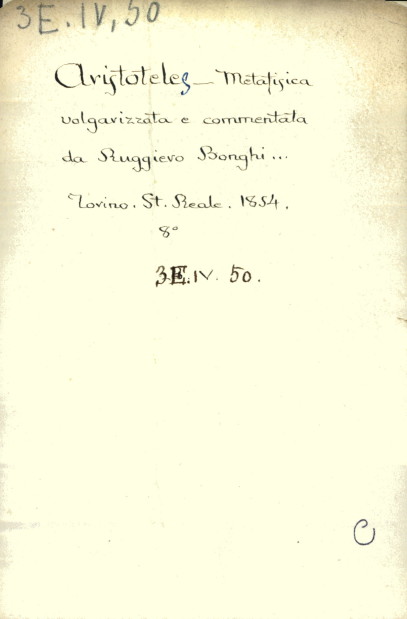 3E.IV,50
Aristoteles _ Metafisica
volgarizzata e commentata
da Ruggiero Bonghi...
Torino. St. Reale. 1854.
8°
3E.IV. 50.
C